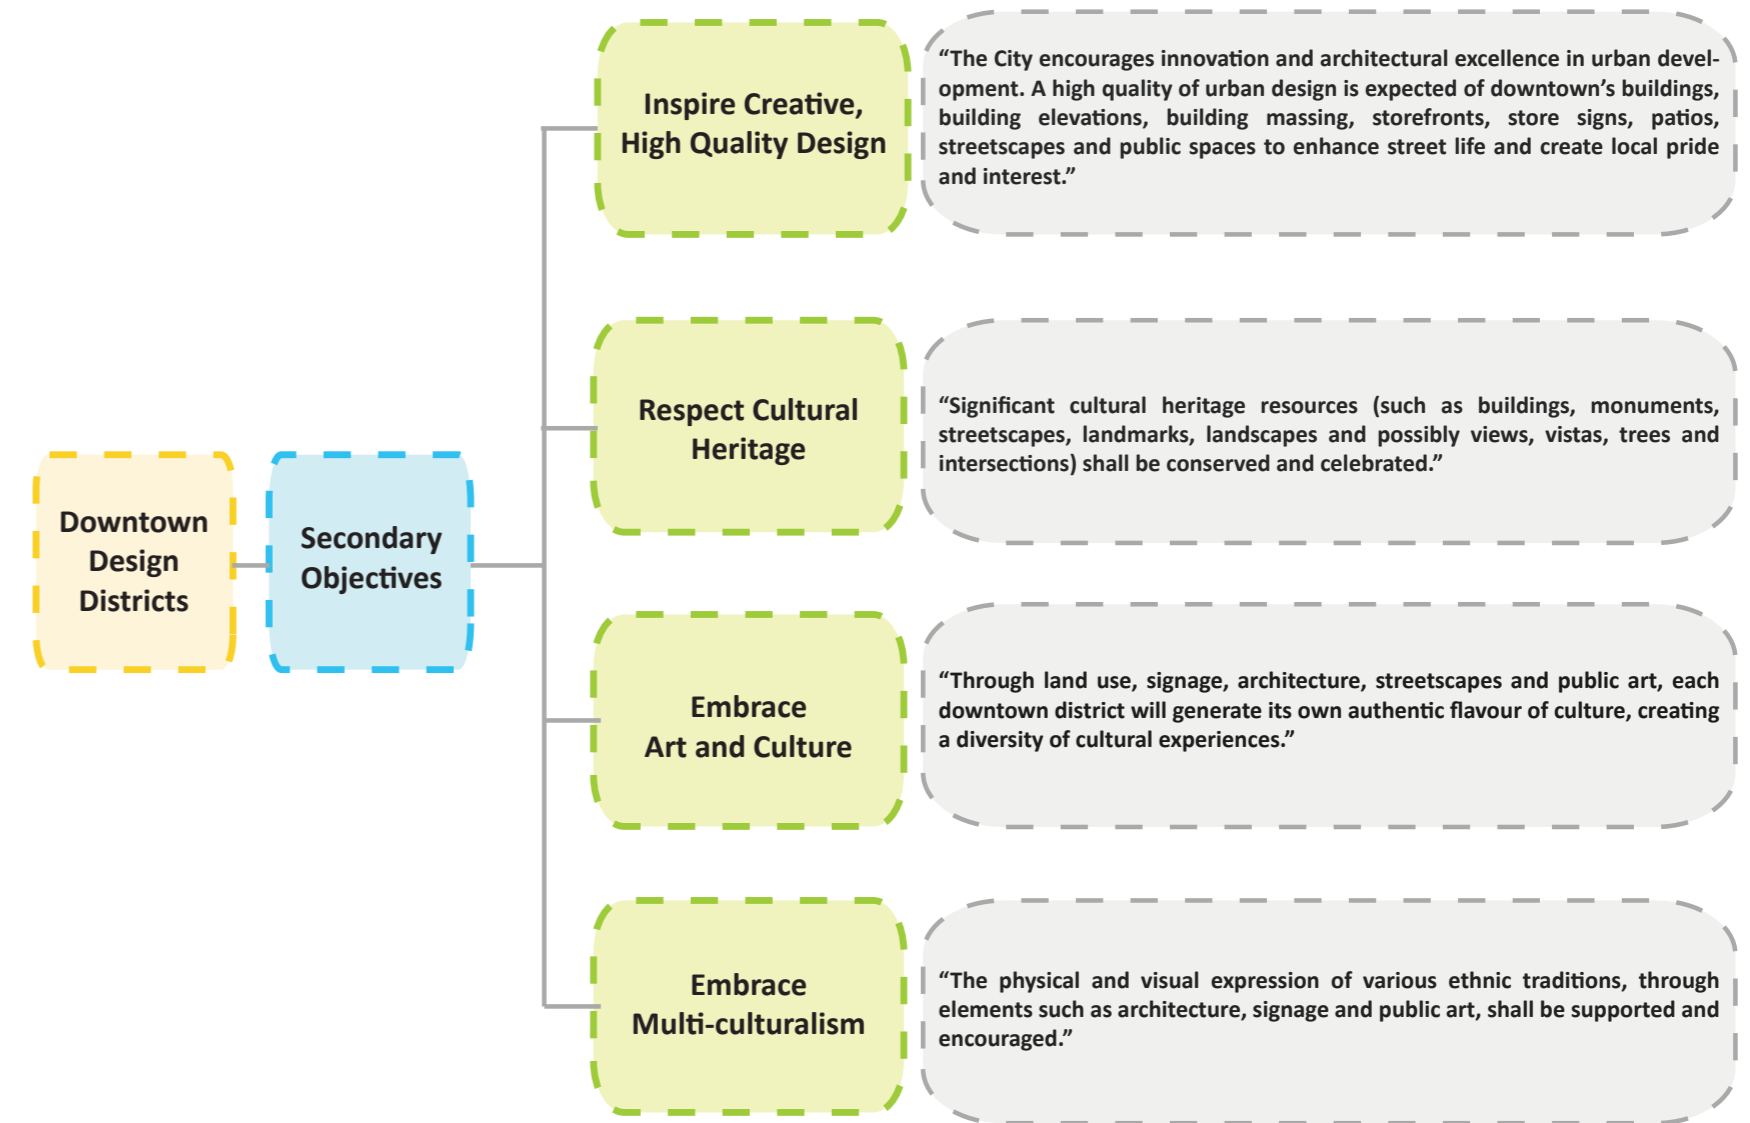 Downtown
Design
Districts
Secondary
Objectives
Inspire Creative,
High Quality Design
“The City encourages innovation and architectural excellence in urban devel-
opment. A high quality of urban design is expected of downtown’s buildings,
building elevations, building massing, storefronts, store signs, patios,
streetscapes and public spaces to enhance street life and create local pride
and interest.”
Respect Cultural
Heritage
“Significant cultural heritage resources (such as buildings, monuments,
streetscapes, landmarks, landscapes and possibly views, vistas, trees and
intersections) shall be conserved and celebrated.”
Embrace
Art and Culture
“Through land use, signage, architecture, streetscapes and public art, each
downtown district will generate its own authentic flavour of culture, creating
a diversity of cultural experiences.”
Embrace
Multi-culturalism
“The physical and visual expression of various ethnic traditions, through
elements such as architecture, signage and public art, shall be supported and
encouraged.”